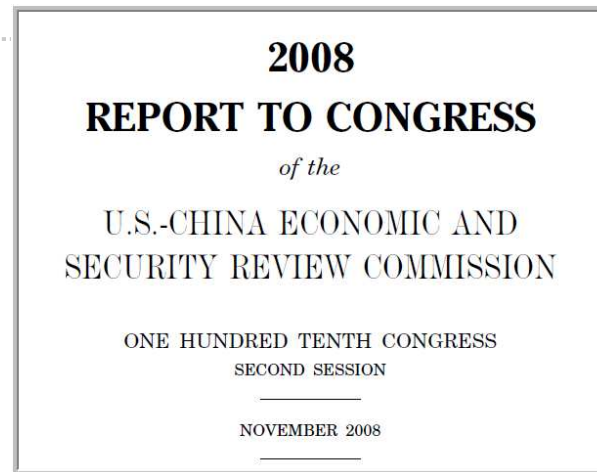 2008
REPORT TO CONGRESS
of the
U.S.-CHINA ECONOMIC AND
SECURITY REVIEW COMMISSION
ONE HUNDRED TENTH CONGRESS
SECOND SESSION
NOVEMBER 2008